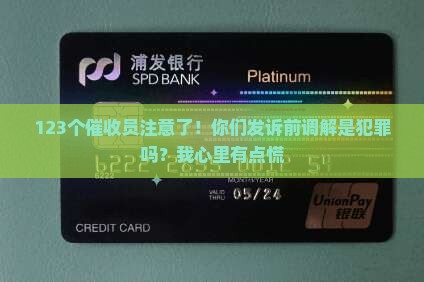 浦发银行
SPD BANK
Platinum
123个催收员注意了！你们发诉前调解是犯罪
吗？我心里有点慌
MONTH/YEAR
VALID THRU 05/24
CREDIT CARD
UnionPay
银联